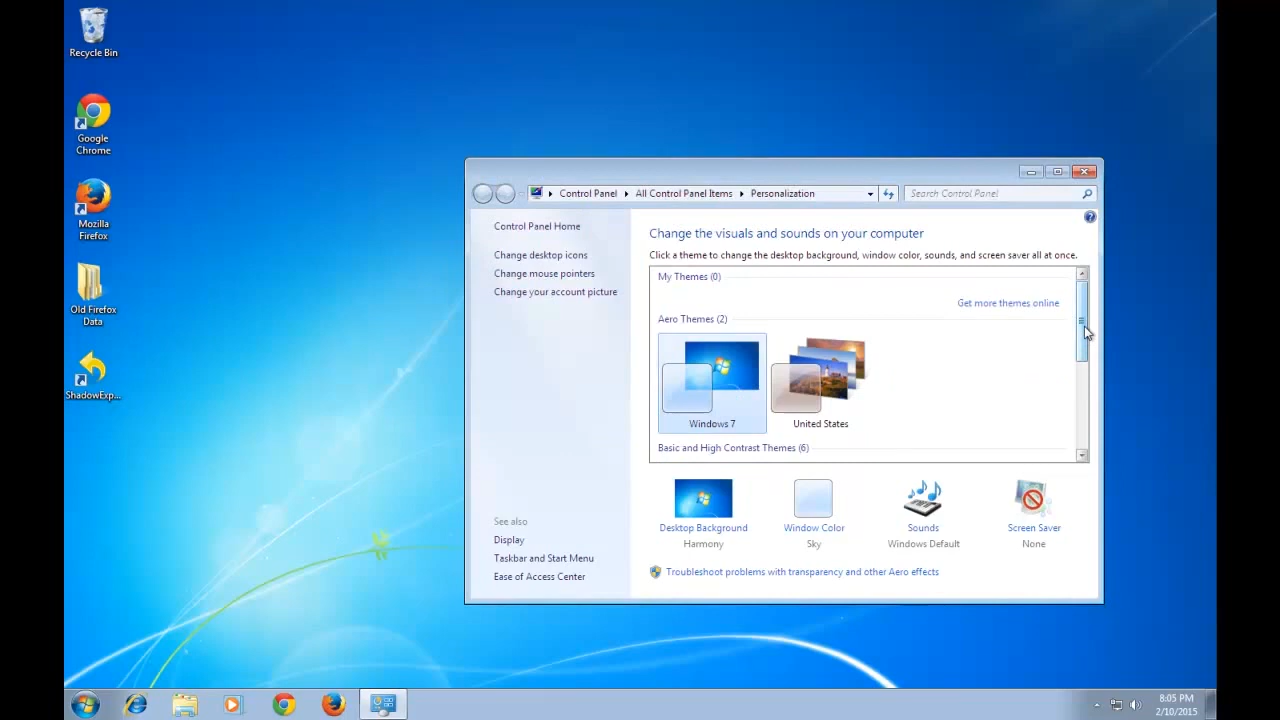 Recycle Bin
Google
Chrome
Mozilla
Firefox
Old Firefox
Data
ShadowExp...
Control Panel
All Control Panel Items
Personalization
Search Control Panel
Control Panel Home
Change desktop icons
Change mouse pointers
Change your account picture
See also
Display
Taskbar and Start Menu
Ease of Access Center
Change the visuals and sounds on your computer
Click a theme to change the desktop background, window color, sounds, and screen saver all at once.
My Themes (0)
Get more themes online
Aero Themes (2)
Windows 7
United States
Basic and High Contrast Themes (6)
Desktop Background
Harmony
Window Color
Sky
Sounds
Windows Default
Screen Saver
None
Troubleshoot problems with transparency and other Aero effects
8:05 PM
2/10/2015